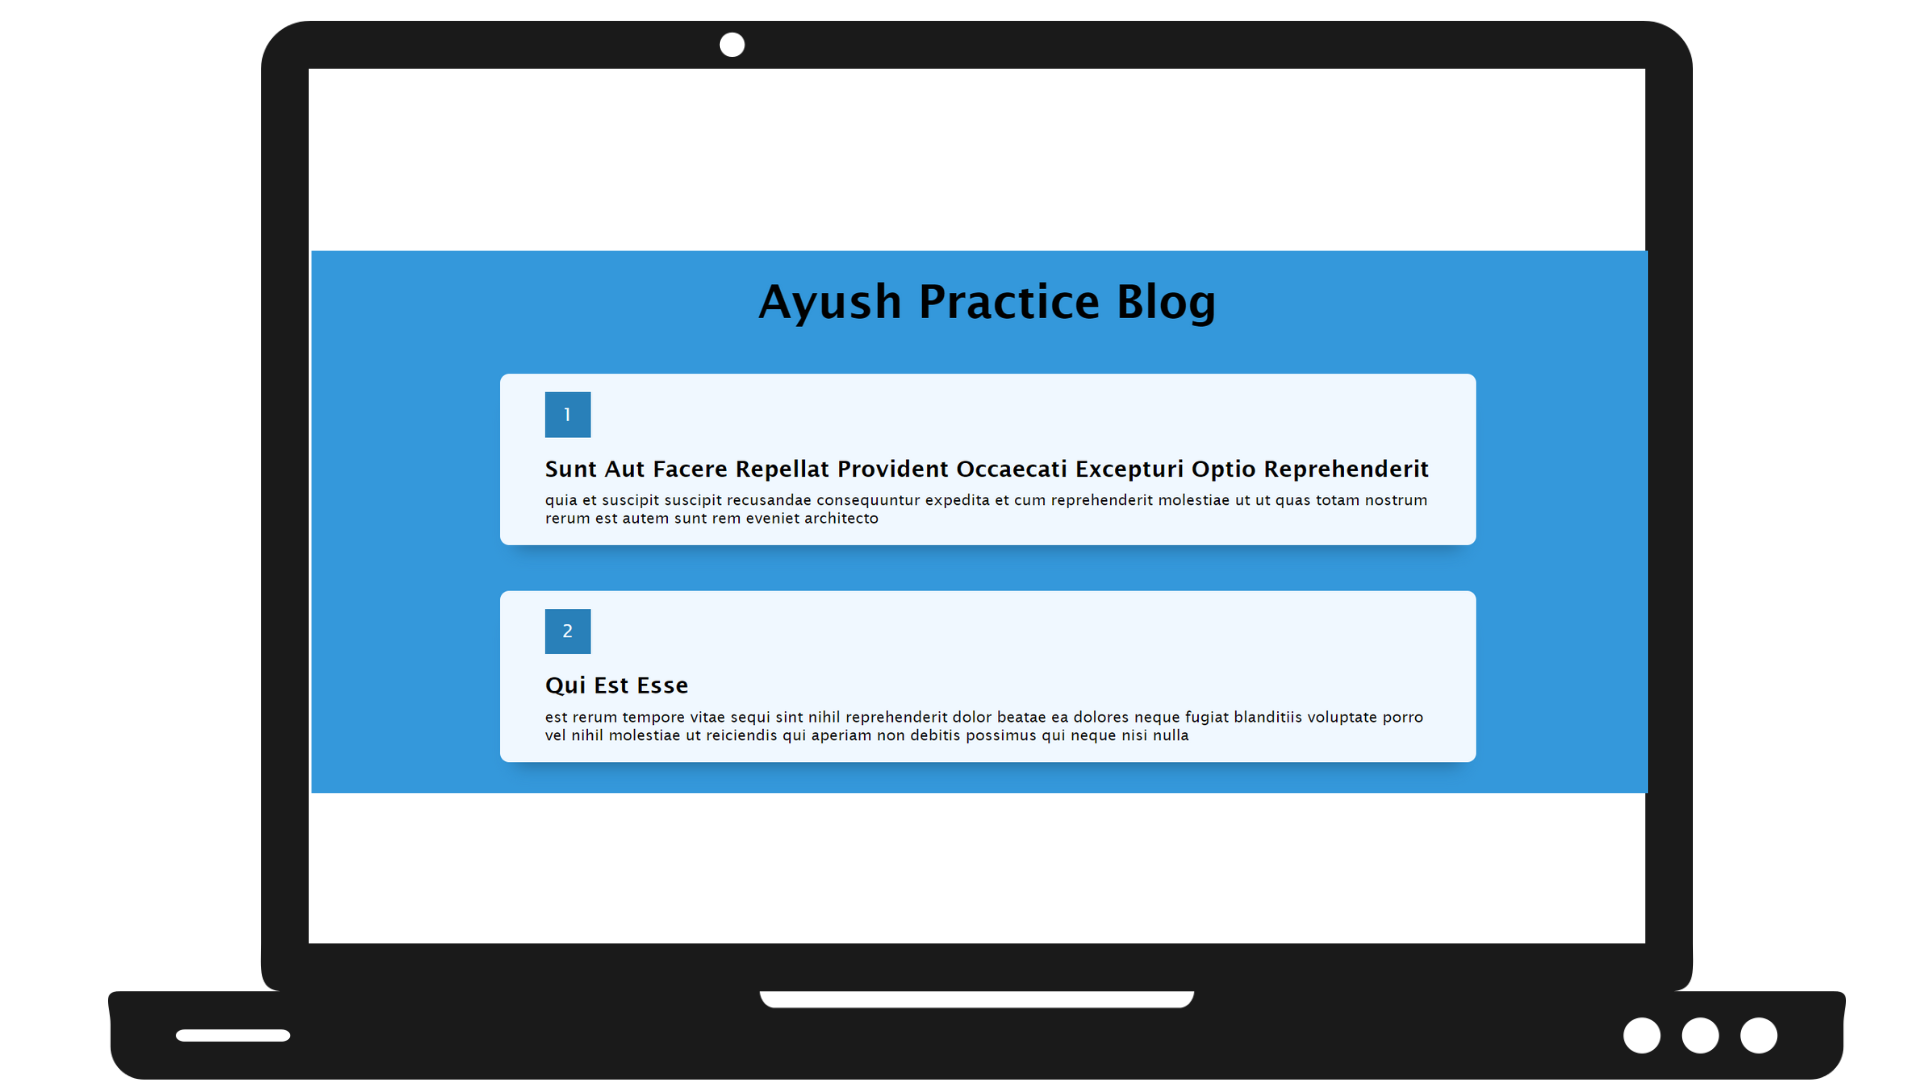 Ayush Practice Blog
1
Sunt Aut Facere Repellat Provident Occaecati Excepturi Optio Reprehenderit
quia et suscipit suscipit recusandae consequuntur expedita et cum reprehenderit molestiae ut ut quas totam nostrum
rerum est autem sunt rem eveniet architecto
2
Qui Est Esse
est rerum tempore vitae sequi sint nihil reprehenderit dolor beatae ea dolores neque fugiat blanditiis voluptate porro
vel nihil molestiae ut reiciendis qui aperiam non debitis possimus qui neque nisi nulla